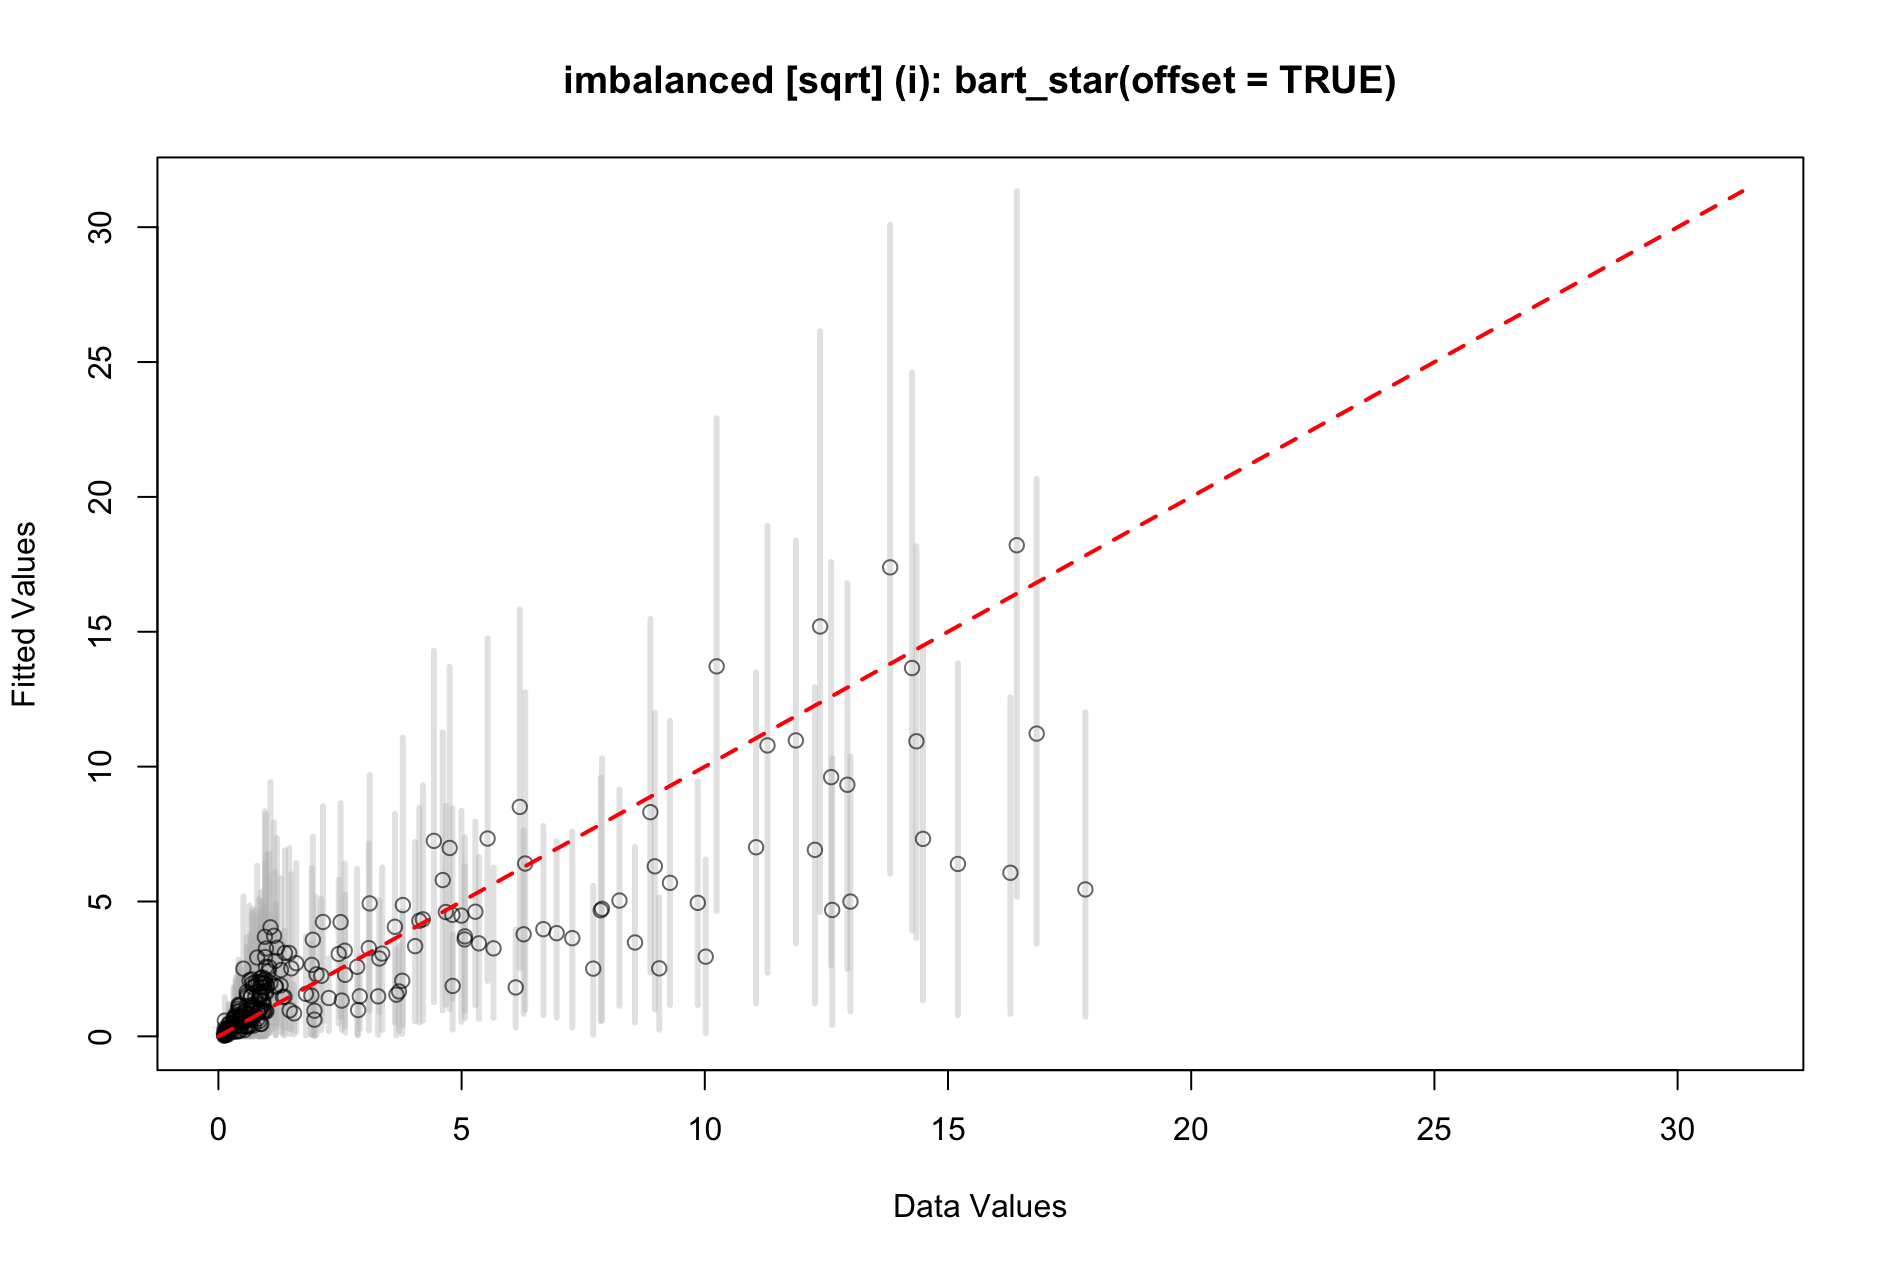 imbalanced [sqrt] (i): bart_star(offset = TRUE)
Fitted Values
30
25
20
15
10
5
0
0 5 10 15 20 25 30
Data Values